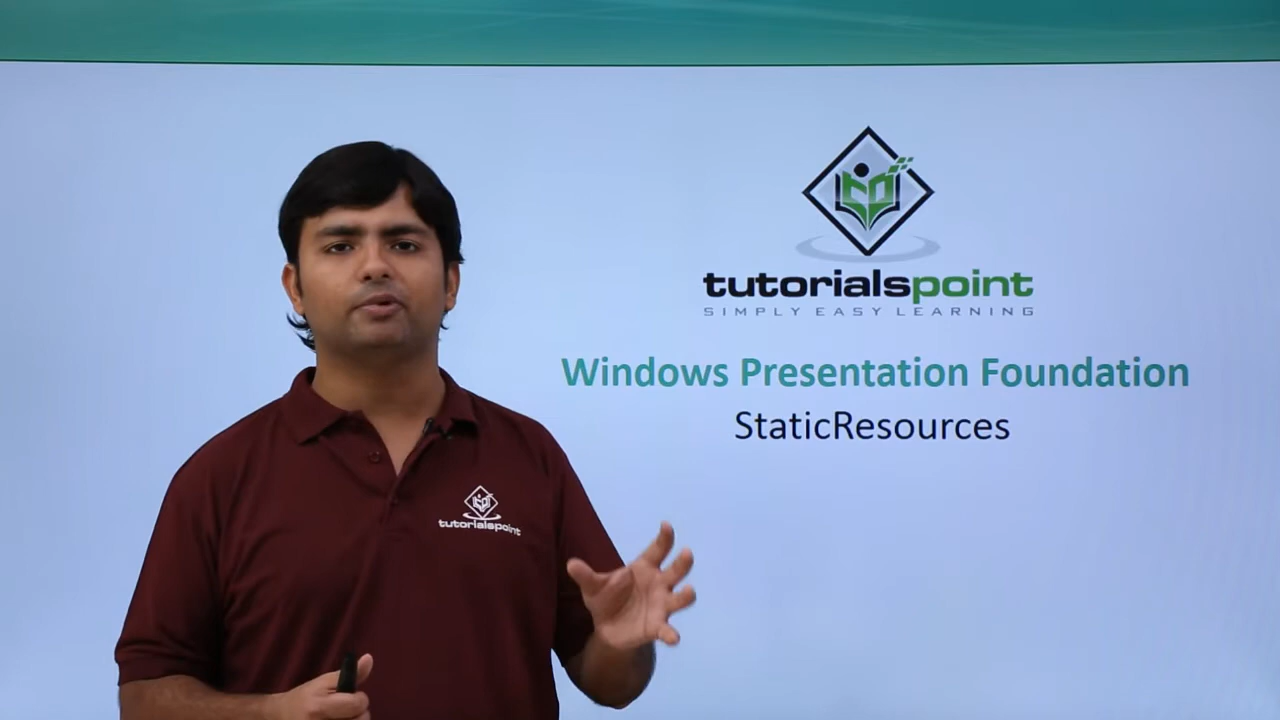 tutorialspoint
SIMPLY EASY LEARNING
Windows Presentation Foundation
StaticResources
tutorialspoint